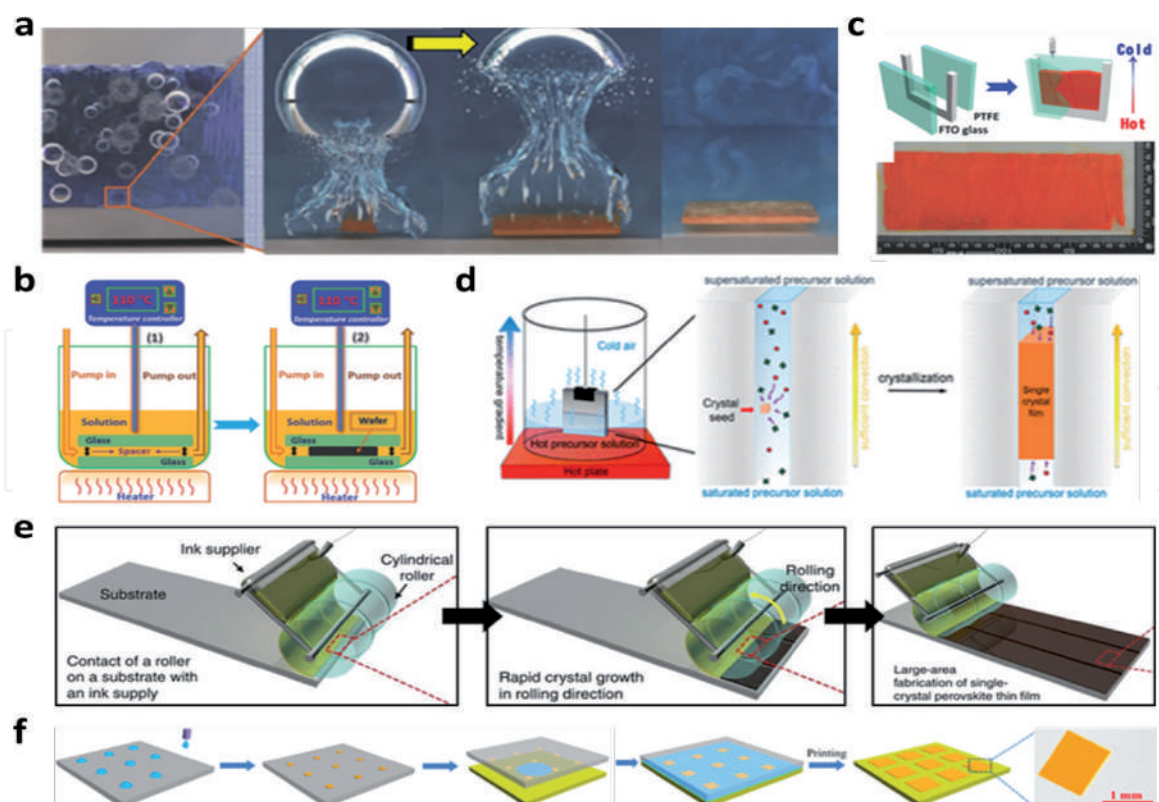 a
c
Cold
PTFE
FTO glass
Hot
b
110 °C
Temperature controller
(1)
Pump in
Pump out
Solution
Glass
Spacer
Glass
Heater
110 °C
Temperature controller
(2)
Pump in
Pump out
Solution
Wafer
Glass
Glass
Heater
d
temperature gradient
Cold air
Hot precursor solution
Hot plate
supersaturated precursor solution
Crystal
seed
sufficient convection
saturated precursor solution
crystallization
supersaturated precursor solution
Single
crystal
film
sufficient convection
saturated precursor solution
e
Ink supplier
Cylindrical
roller
Substrate
Contact of a roller
on a substrate with
an ink supply
Rolling
direction
Rapid crystal growth
in rolling direction
Large-area
fabrication of single-
crystal perovskite thin film
f
Printing
1 mm